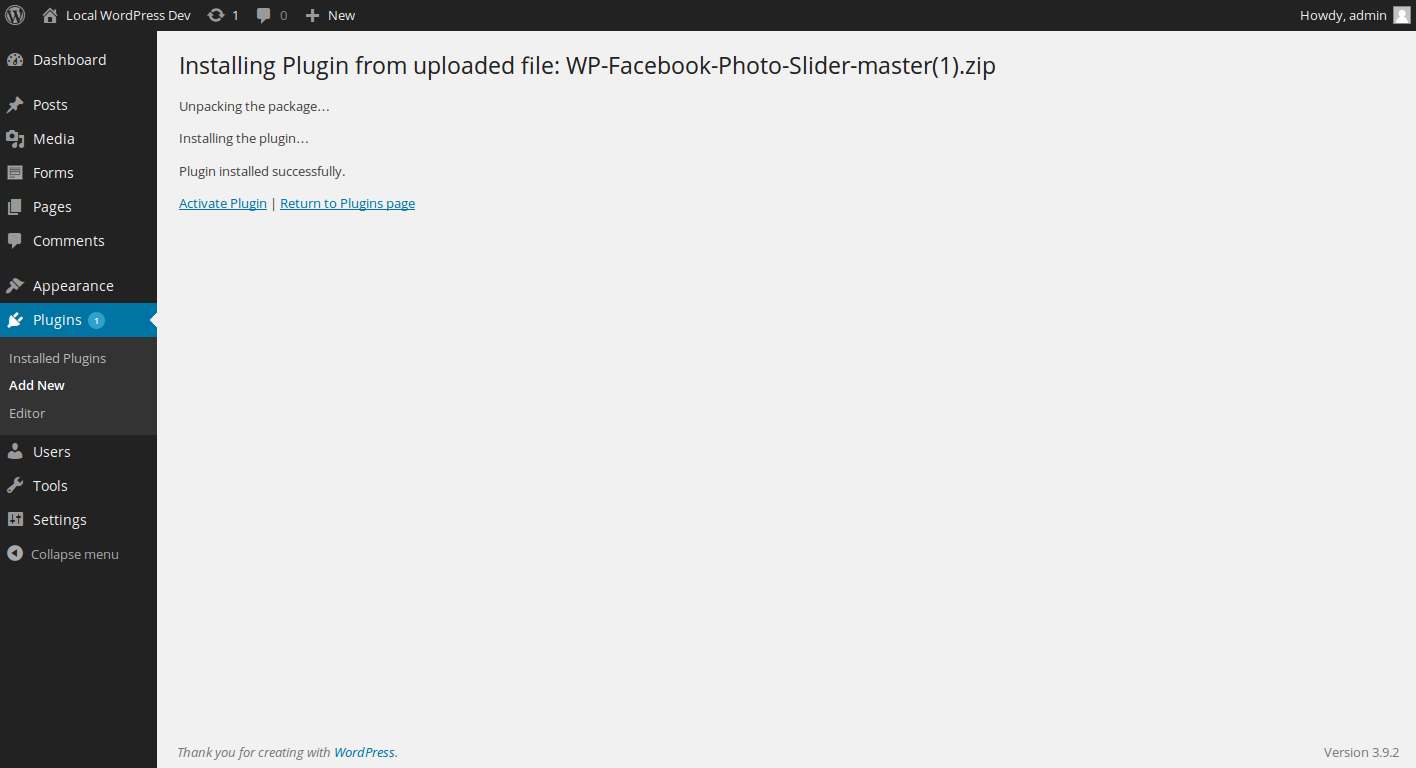 Local WordPress Dev 1 0 New Howdy, admin
Dashboard
Posts
Media
Forms
Pages
Comments
Appearance
Plugins 1
Installed Plugins
Add New
Editor
Users
Tools
Settings
Collapse menu
Installing Plugin from uploaded file: WP-Facebook-Photo-Slider-master(1).zip
Unpacking the package…
Installing the plugin…
Plugin installed successfully.
Activate Plugin | Return to Plugins page
Thank you for creating with WordPress. Version 3.9.2